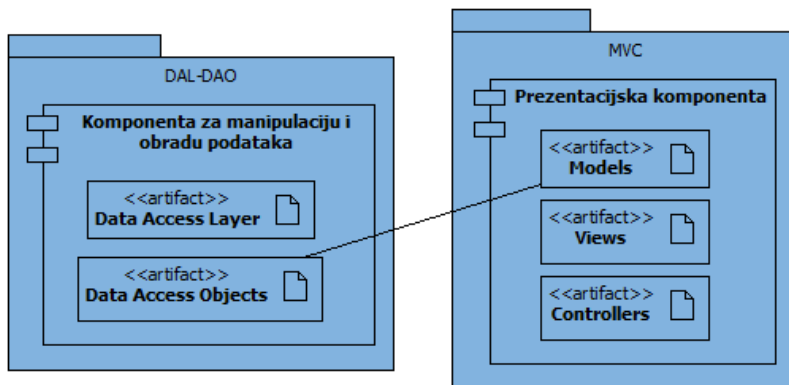 DAL-DAO
Komponenta za manipulaciju i
obradu podataka
<<artifact>>
Data Access Layer
<<artifact>>
Data Access Objects
MVC
Prezentacijska komponenta
<<artifact>>
Models
<<artifact>>
Views
<<artifact>>
Controllers